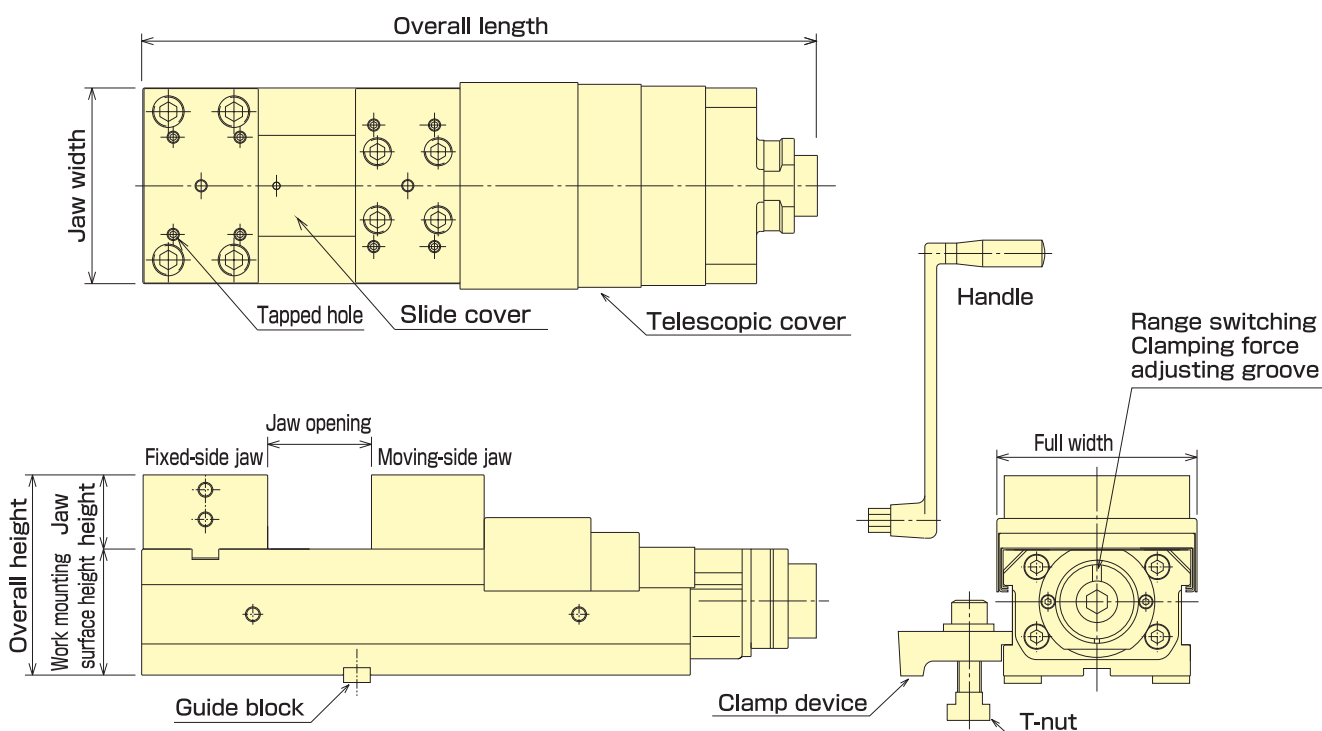 Overall length
Jaw width
Tapped hole
Slide cover
Telescopic cover
Handle
Range switching
Clamping force
adjusting groove
Jaw opening
Fixed-side jaw
Moving-side jaw
Full width
Overall height
Jaw
height
Work mounting
surface height
Guide block
Clamp device
T-nut